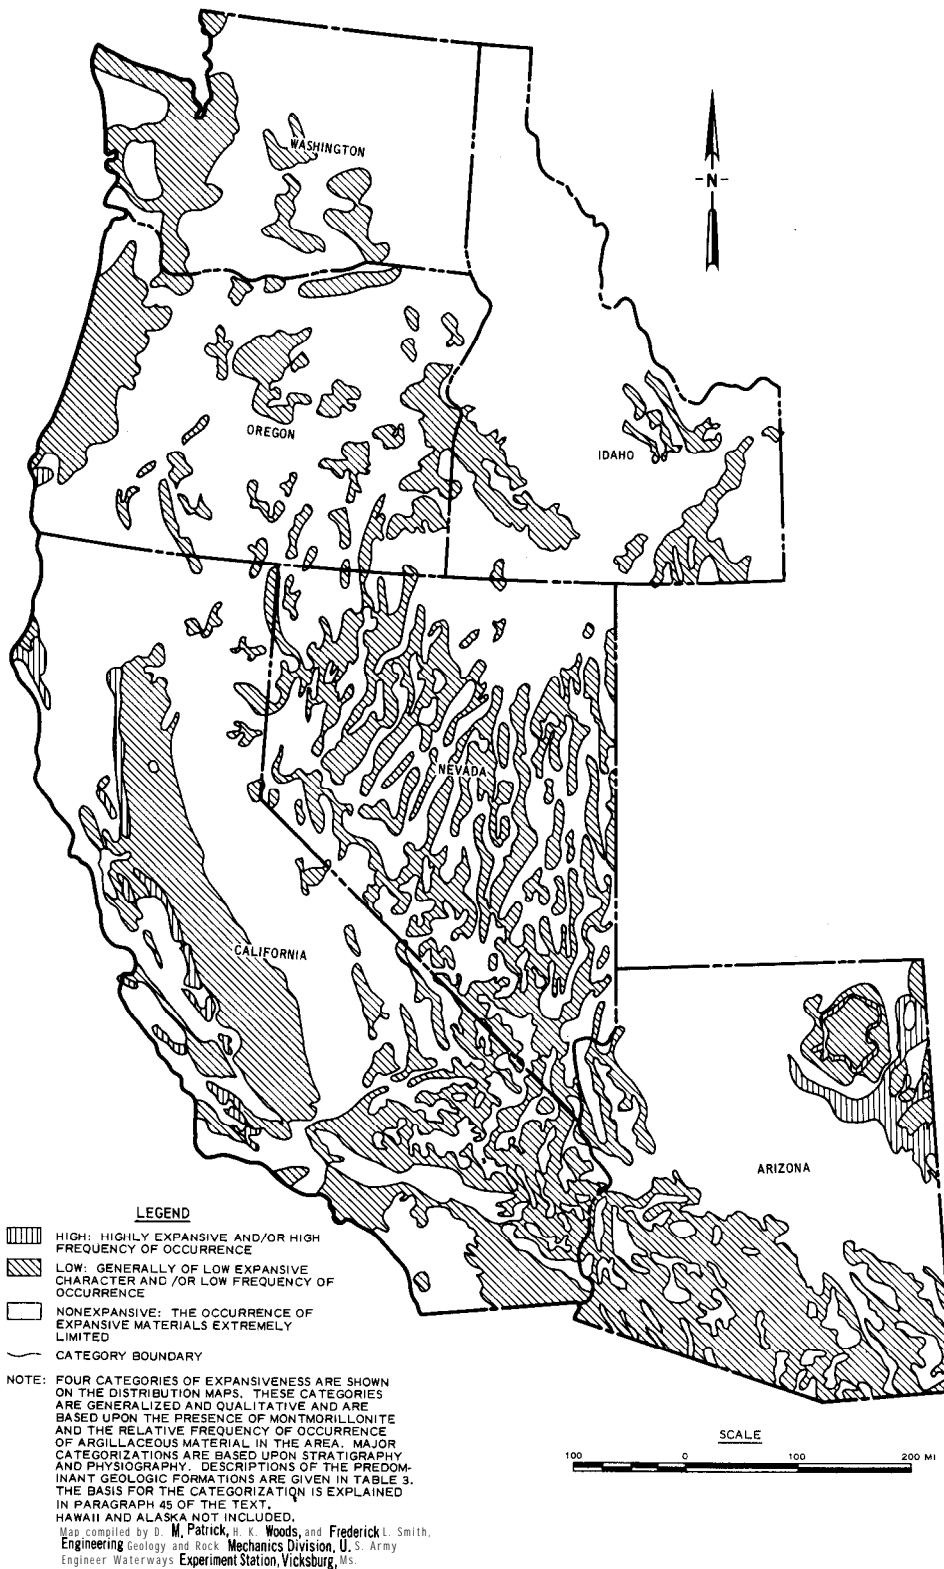 WASHINGTON
-N-
OREGON
IDAHO
NEVADA
CALIFORNIA
ARIZONA
LEGEND
HIGH: HIGHLY EXPANSIVE AND/OR HIGH
FREQUENCY OF OCCURRENCE
LOW: GENERALLY OF LOW EXPANSIVE
CHARACTER AND /OR LOW FREQUENCY OF
OCCURRENCE
NONEXPANSIVE: THE OCCURRENCE OF
EXPANSIVE MATERIALS EXTREMELY
LIMITED
CATEGORY BOUNDARY
NOTE: FOUR CATEGORIES OF EXPANSIVENESS ARE SHOWN
ON THE DISTRIBUTION MAPS. THESE CATEGORIES
ARE GENERALIZED AND QUALITATIVE AND ARE
BASED UPON THE PRESENCE OF MONTMORILLONITE
AND THE RELATIVE FREQUENCY OF OCCURRENCE
OF ARGILLACEOUS MATERIAL IN THE AREA. MAJOR
CATEGORIZATIONS ARE BASED UPON STRATIGRAPHY
AND PHYSIOGRAPHY. DESCRIPTIONS OF THE PREDOM-
INANT GEOLOGIC FORMATIONS ARE GIVEN IN TABLE 3.
THE BASIS FOR THE CATEGORIZATION IS EXPLAINED
IN PARAGRAPH 45 OF THE TEXT.
HAWAII AND ALASKA NOT INCLUDED.
Map compiled by D. M. Patrick, H. K. Woods, and Frederick L. Smith,
Engineering Geology and Rock Mechanics Division, U. S. Army
Engineer Waterways Experiment Station, Vicksburg, Ms.
SCALE
100 0 100 200 MI